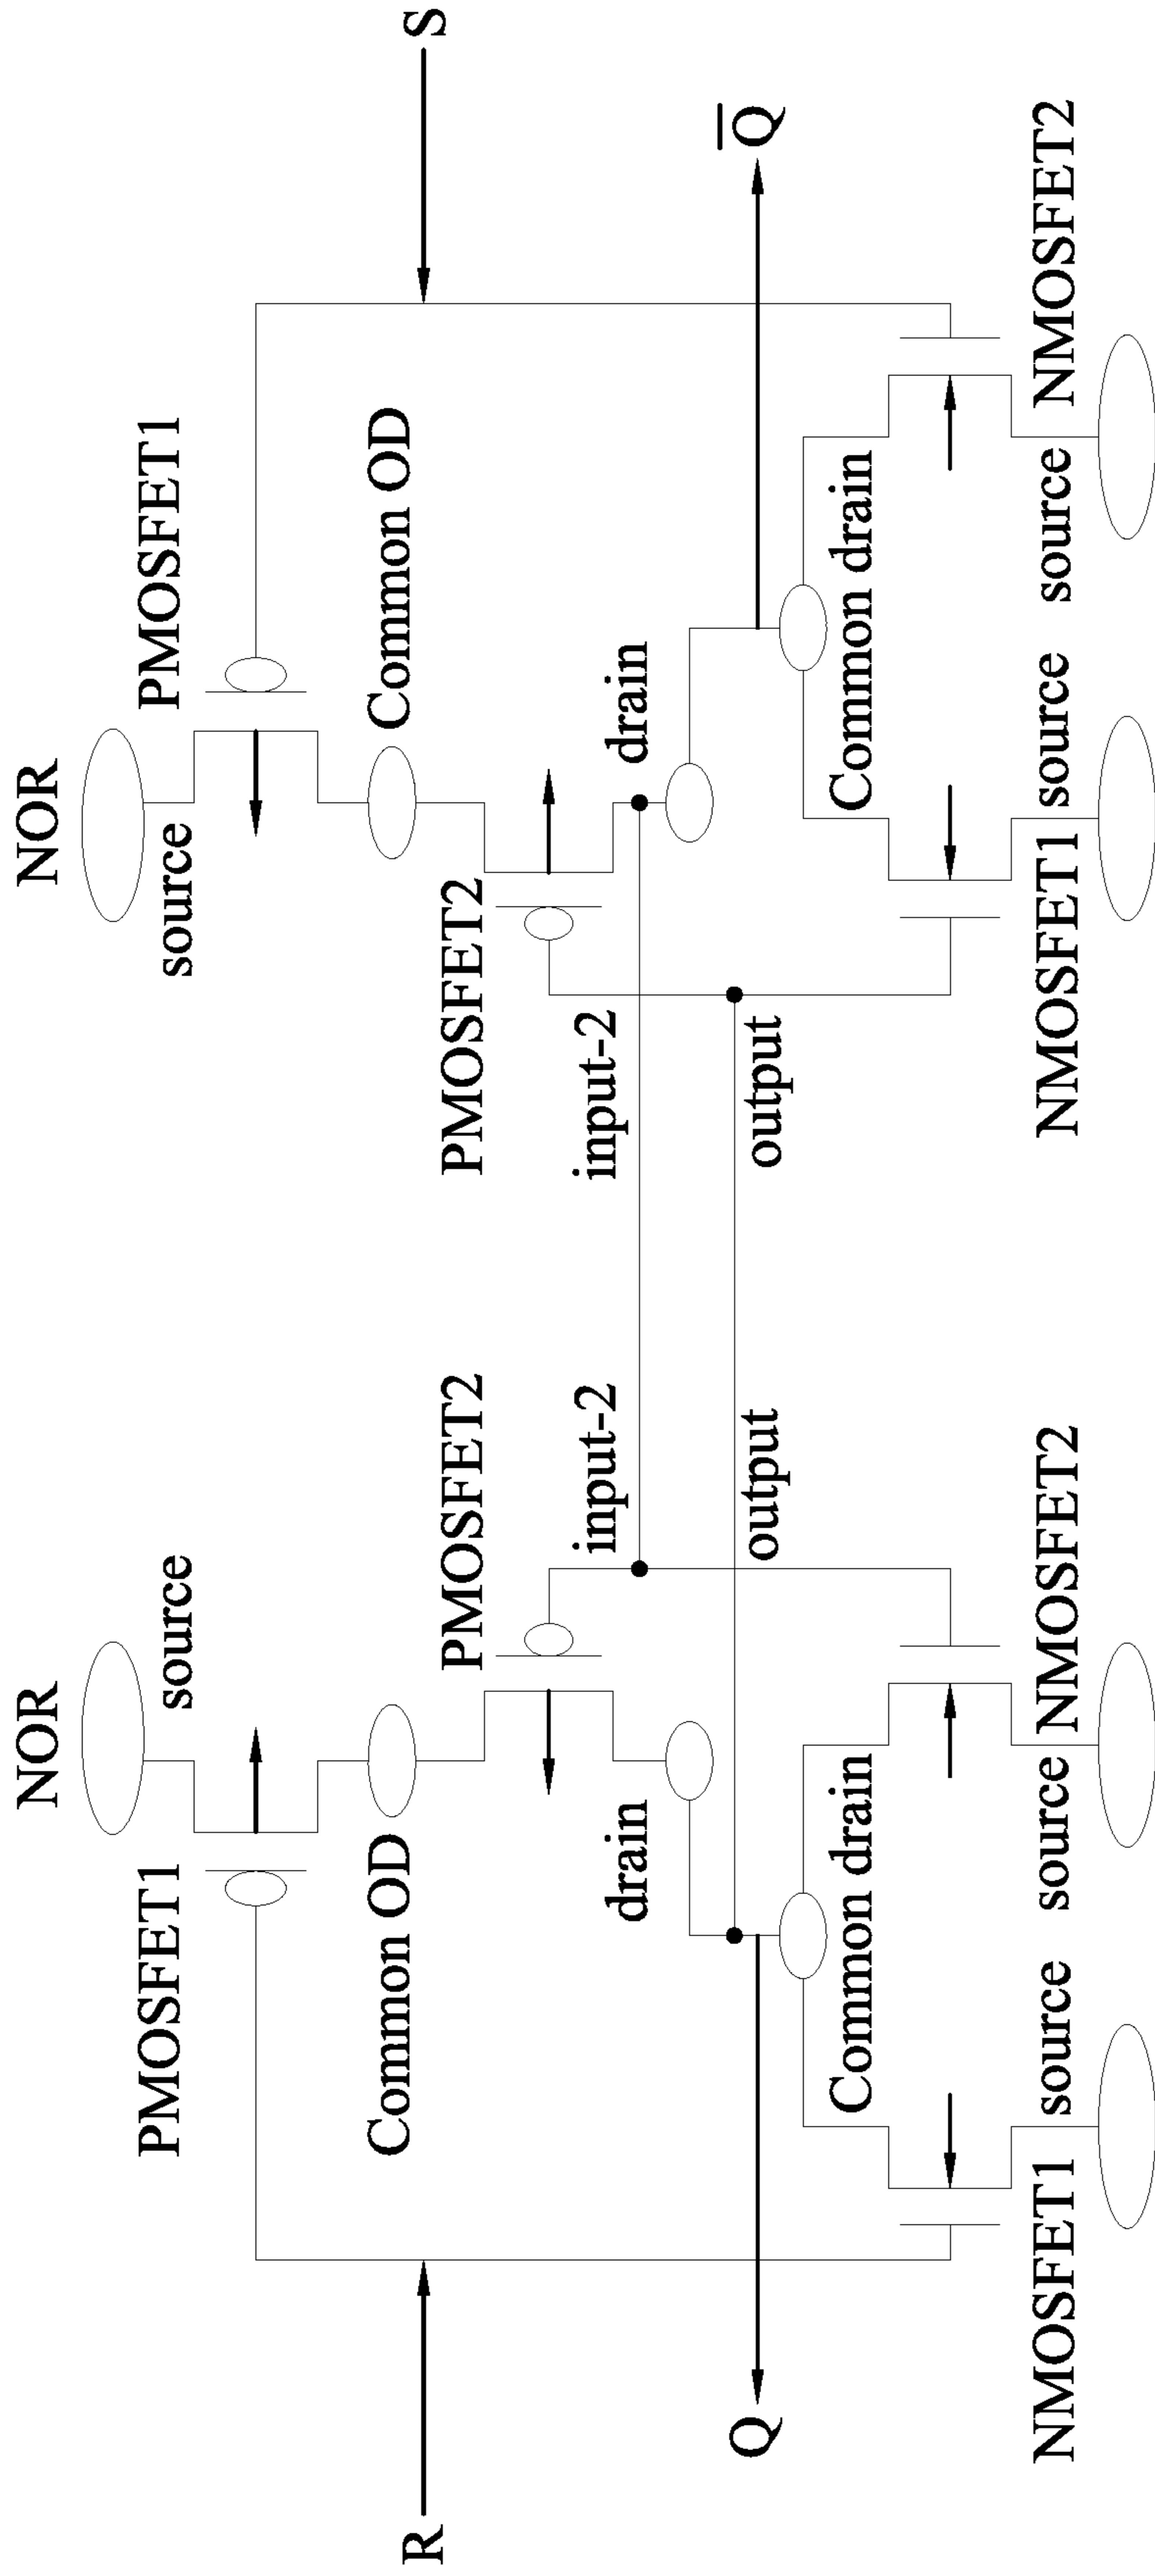 NOR
NOR
PMOSFET1
source
source
PMOSFET1
Common OD
Common OD
R
S
PMOSFET2
PMOSFET2
drain
input-2
input-2
drain
Q
output
output
Q̅
Common drain
Common drain
NMOSFET1
source
source
NMOSFET2
NMOSFET1
source
source
NMOSFET2